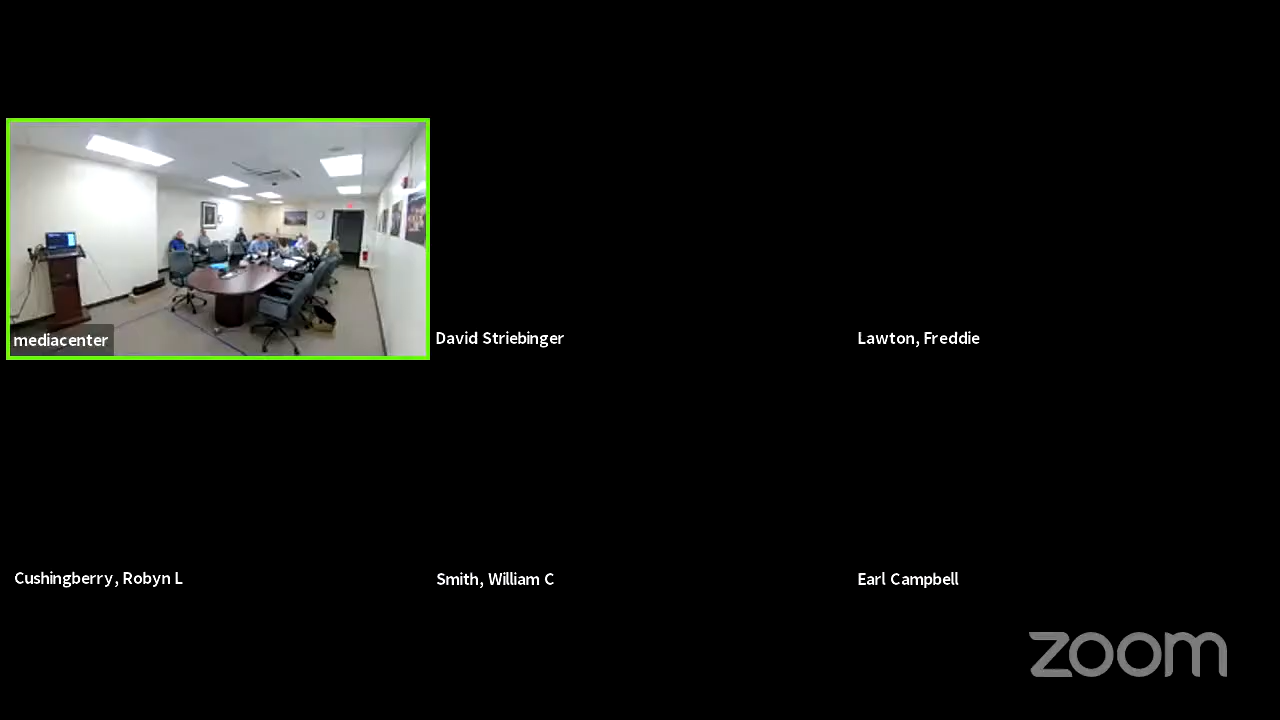 mediacenter
David Striebinger
Lawton, Freddie
Cushingberry, Robyn L
Smith, William C
Earl Campbell
zoom